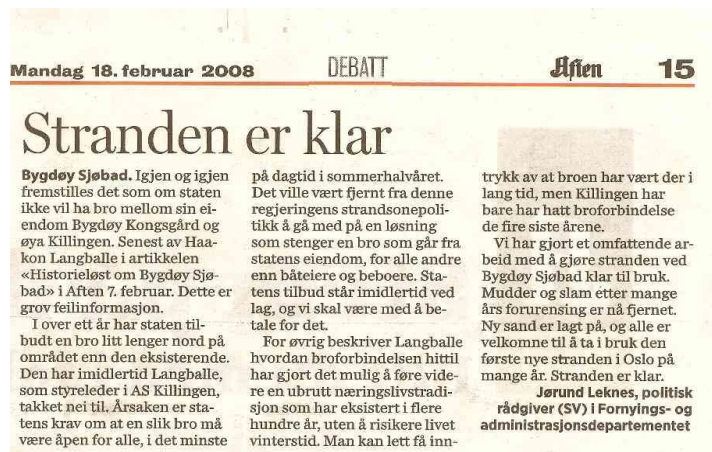 Mandag 18. februar 2008 DEBATT Aften 15
Stranden er klar
Bygdøy Sjøbad. Igjen og igjen
fremstilles det som om staten
ikke vil ha bro mellom sin ei-
endom Bygdøy Kongsgård og
øya Killingen. Senest av Haa-
kon Langballe i artikkelen
«Historieløst om Bygdøy Sjø-
bad» i Aften 7. februar. Dette er
grov feilinformasjon.
I over ett år har staten til-
budt en bro litt lenger nord på
området enn den eksisterende.
Den har imidlertid Langballe,
som styreleder i AS Killingen,
takket nei til. Årsaken er sta-
tens krav om at en slik bro må
være åpen for alle, i det minste
på dagtid i sommerhalvåret.
Det ville vært fjernt fra denne
regjeringens strandsonepoli-
tikk å gå med på en løsning
som stenger en bro som går fra
statens eiendom, for alle andre
enn båteiere og beboere. Sta-
tens tilbud står imidlertid ved
lag, og vi skal være med å be-
tale for det.
For øvrig beskriver Langballe
hvordan broforbindelsen hittil
har gjort det mulig å føre vide-
re en ubrutt næringslivstradi-
sjon som har eksistert i flere
hundre år, uten å risikere livet
vinterstid. Man kan lett få inn-
trykk av at broen har vært der i
lang tid, men Killingen har
bare har hatt broforbindelse
de fire siste årene.
Vi har gjort et omfattende ar-
beid med å gjøre stranden ved
Bygdøy Sjøbad klar til bruk.
Mudder og slam etter mange
års forurensing er nå fjernet.
Ny sand er lagt på, og alle er
velkomne til å ta i bruk den
første nye stranden i Oslo på
mange år. Stranden er klar.
Jørund Leknes, politisk
rådgiver (SV) i Fornyings- og
administrasjonsdepartementet